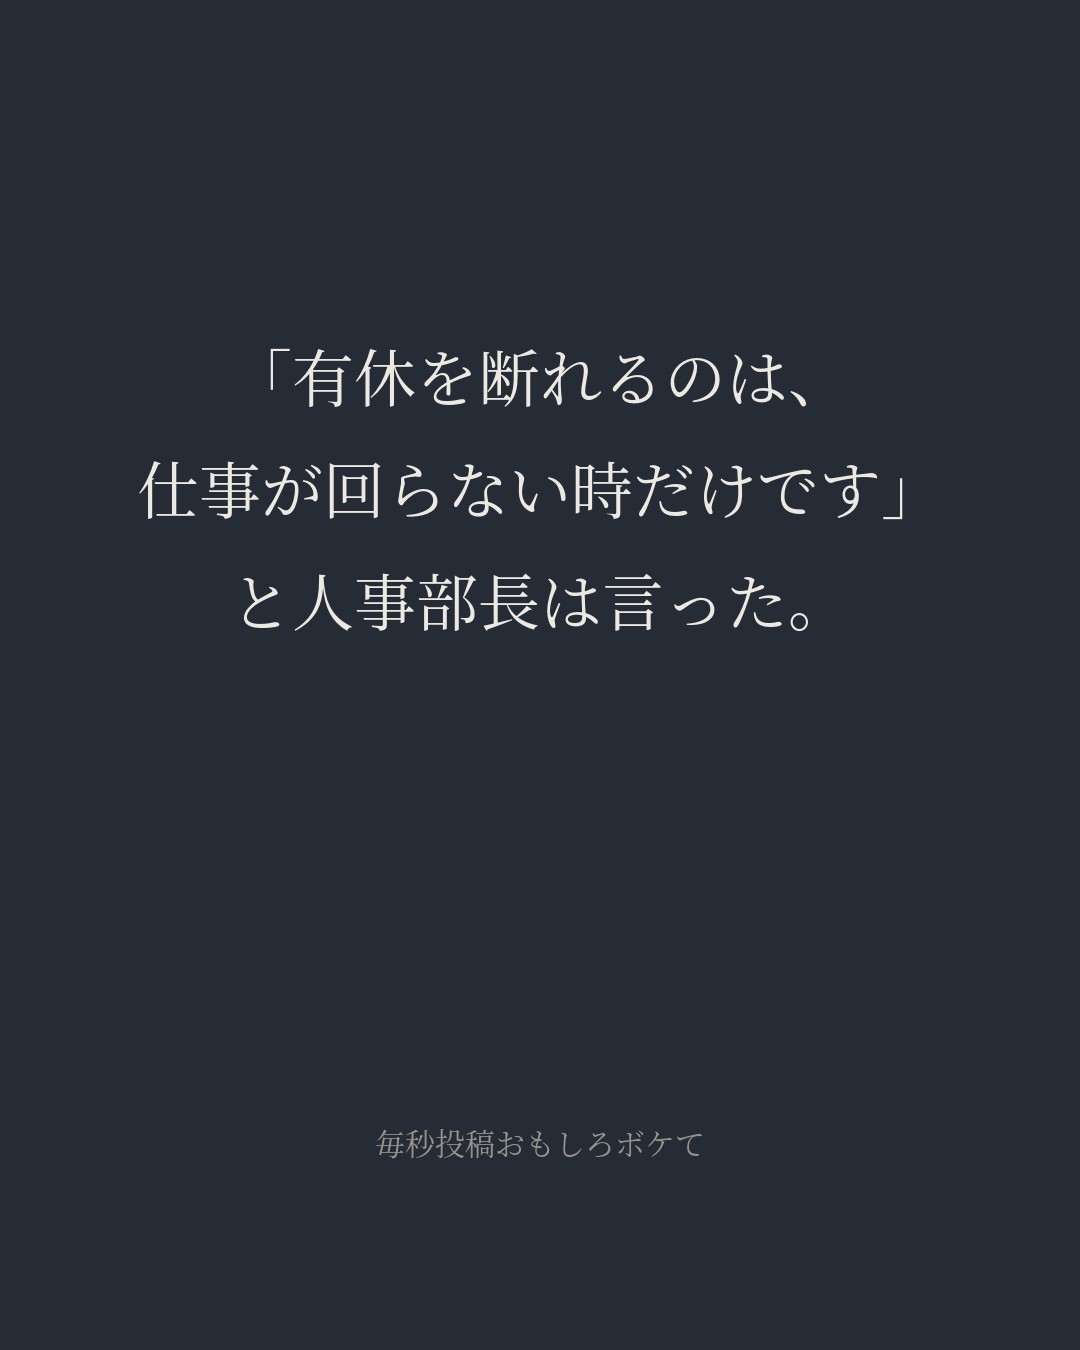 「有休を断れるのは、
仕事が回らない時だけです」
と人事部長は言った。
毎秒投稿おもしろボケて